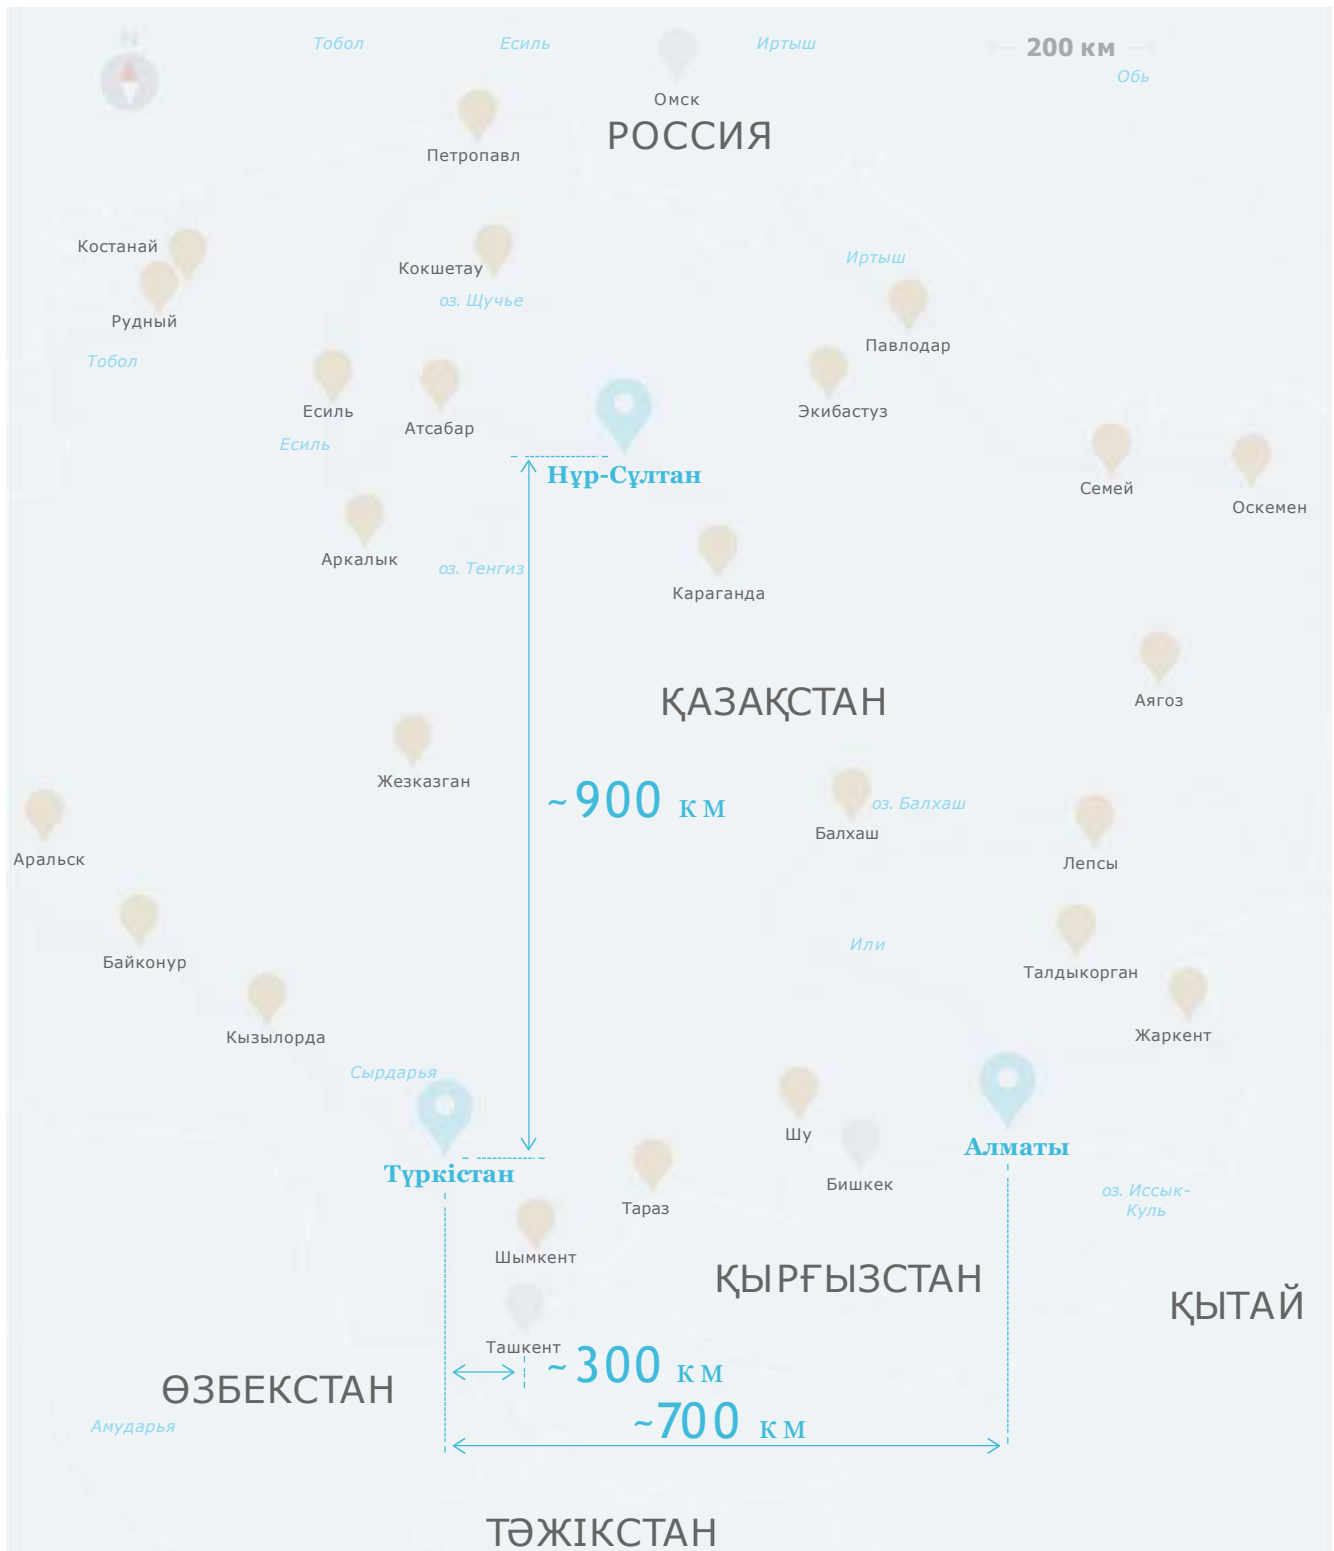 N
Тобол
Есиль
Иртыш
200 км
Обь
Омск
РОССИЯ
Петропавл
Костанай
Кокшетау
Иртыш
оз. Щучье
Рудный
Павлодар
Тобол
Есиль
Атсабар
Экибастуз
Есиль
Нұр-Сұлтан
Семей
Оскемен
Аркалык
оз. Тенгиз
Караганда
ҚАЗАҚСТАН
Аягоз
Жезказган
~900 км
оз. Балхаш
Балхаш
Аральск
Лепсы
Или
Байконур
Талдыкорган
Кызылорда
Жаркент
Сырдарья
Шу
Алматы
Түркістан
Бишкек
оз. Иссык-
Куль
Тараз
Шымкент
ҚЫРҒЫЗСТАН
ҚЫТАЙ
Ташкент
~300 км
ӨЗБЕКСТАН
~700 км
Амударья
ТӘЖІКСТАН